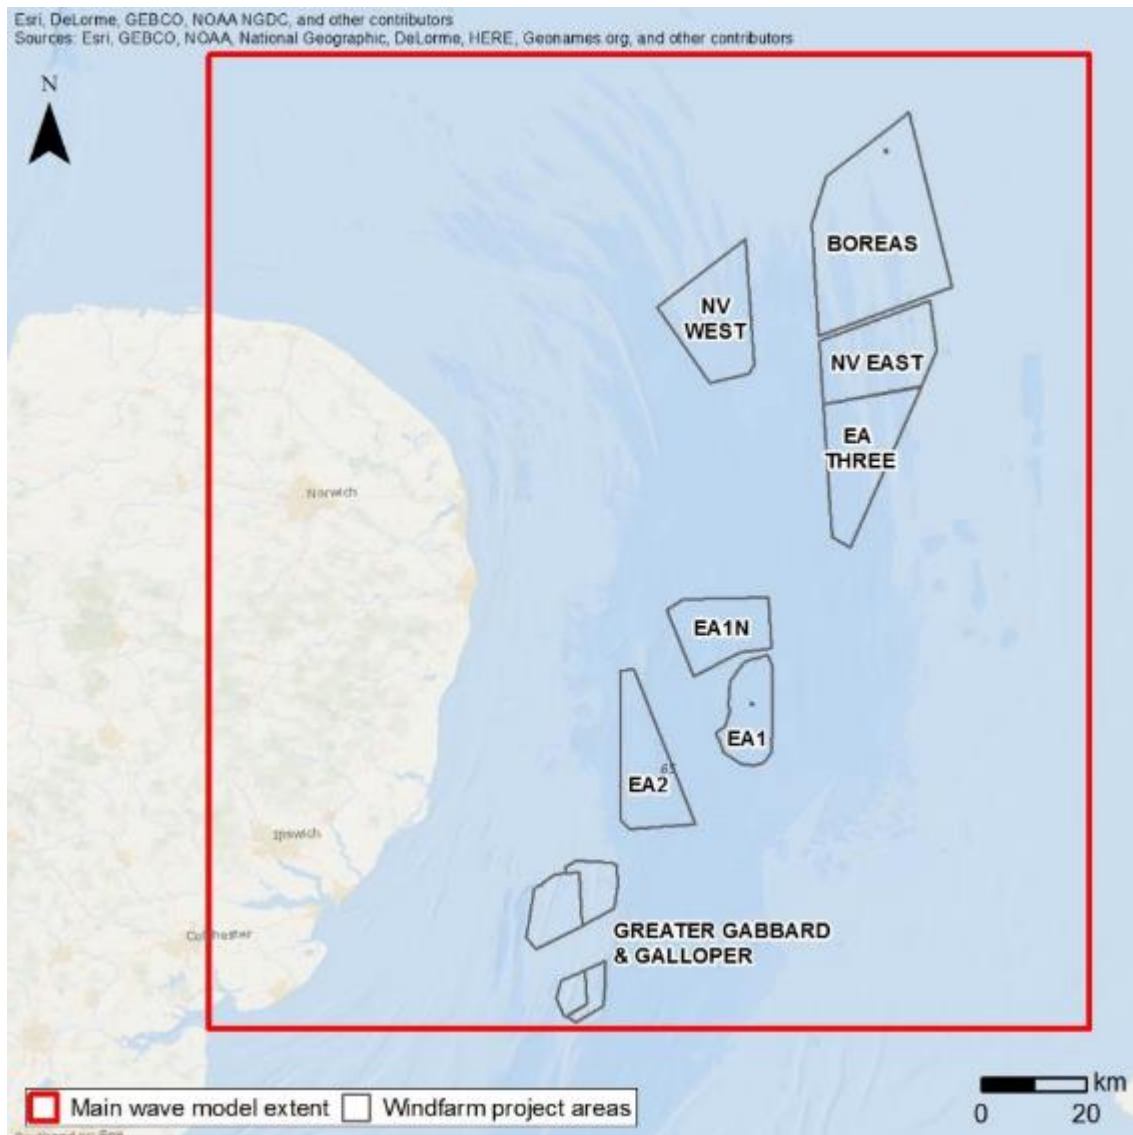 Esri, DeLorme, GEBCO, NOAA NGDC, and other contributors
Sources: Esri, GEBCO, NOAA, National Geographic, DeLorme, HERE, Geonames.org, and other contributors
N
BOREAS
NV
WEST
NV EAST
EA
THREE
Norwich
EA1N
EA1
65
EA2
Ipswich
GREATER GABBARD
& GALLOPER
Colchester
km
0 20
Main wave model extent
Windfarm project areas